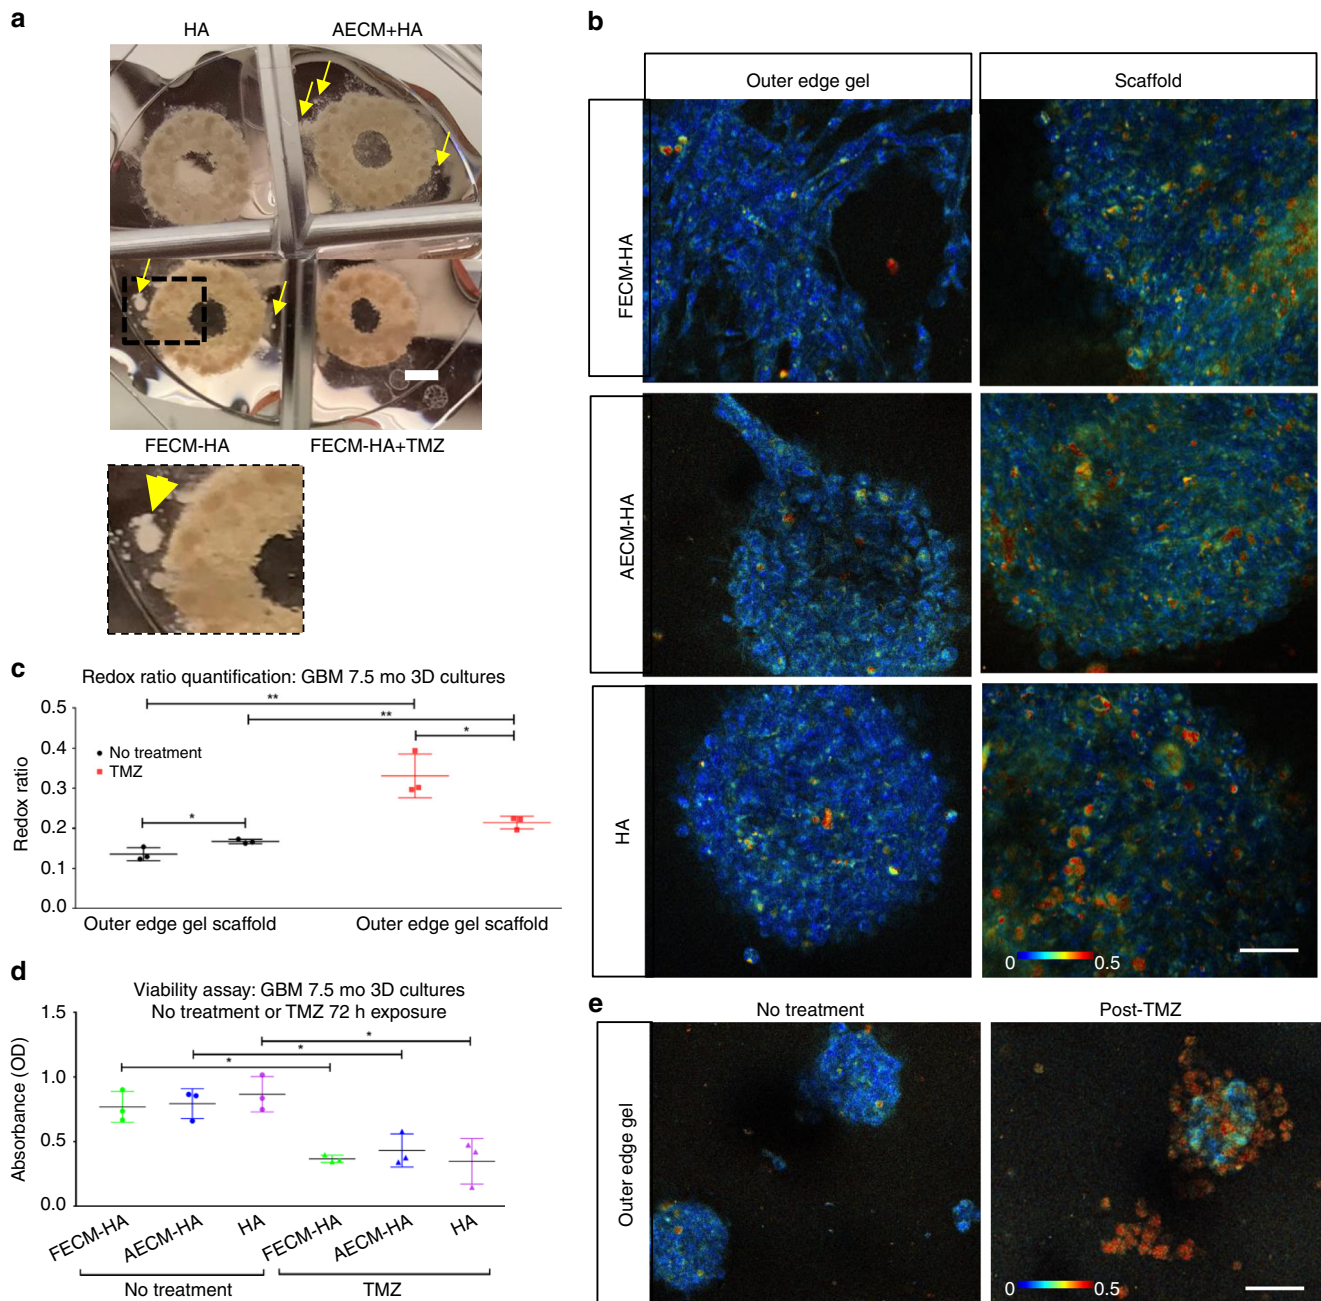 a
HA
AECM+HA
FECM-HA
FECM-HA+TMZ
b
Outer edge gel
Scaffold
FECM-HA
AECM-HA
HA
0
0.5
c
Redox ratio quantification: GBM 7.5 mo 3D cultures
Redox ratio
0.5
0.4
0.3
0.2
0.1
0.0
**
**
*
*
No treatment
TMZ
Outer edge gel scaffold
Outer edge gel scaffold
d
Viability assay: GBM 7.5 mo 3D cultures
No treatment or TMZ 72 h exposure
Absorbance (OD)
1.5
1.0
0.5
0.0
*
*
*
FECM-HA
AECM-HA
HA
FECM-HA
AECM-HA
HA
No treatment
TMZ
e
No treatment
Post-TMZ
Outer edge gel
0
0.5